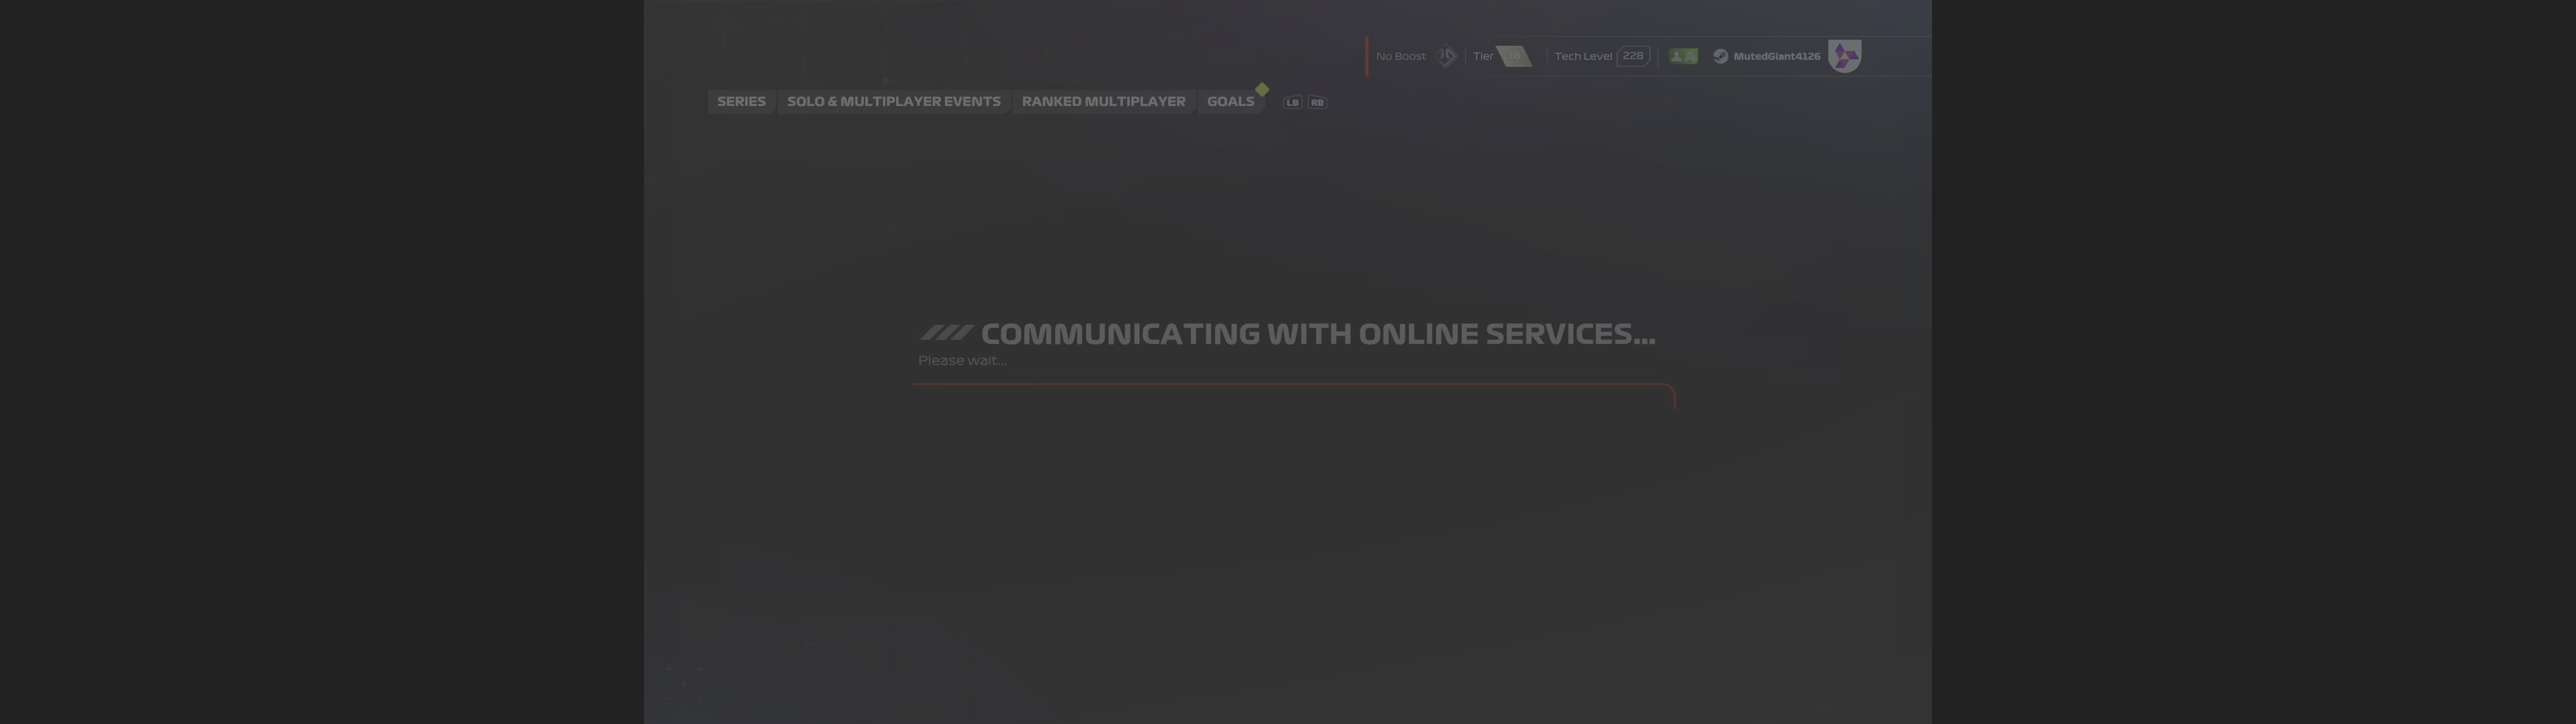 No Boost Tier Tech Level 228 A MutedGiant4126
SERIES SOLO & MULTIPLAYER EVENTS RANKED MULTIPLAYER GOALS LB RB
COMMUNICATING WITH ONLINE SERVICES...
Please wait...